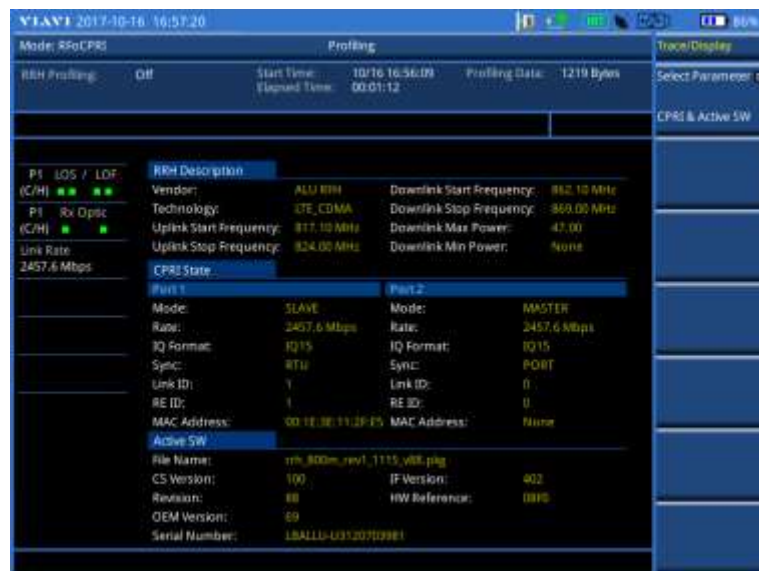 VIAVI 2017-10-16 16:57:20
86%
Mode: RFoCPRI Profiling Trace/Display
RRH Profiling: Off Start Time: 10/16 16:56:09 Profiling Data: 1219 Bytes
Elapsed Time: 00:01:12
Select Parameter
CPRI & Active SW
P1 LOS / LOF
(C/H)
P1 Rx Optic
(C/H)
Link Rate
2457.6 Mbps
RRH Description
Vendor: ALU RRH Downlink Start Frequency: 862.10 MHz
Technology: LTE_CDMA Downlink Stop Frequency: 869.00 MHz
Uplink Start Frequency: 817.10 MHz Downlink Max Power: 47.00
Uplink Stop Frequency: 824.00 MHz Downlink Min Power: None
CPRI State
Port 1 Port 2
Mode: SLAVE Mode: MASTER
Rate: 2457.6 Mbps Rate: 2457.6 Mbps
IQ Format: IQ15 IQ Format: IQ15
Sync: RTU Sync: PORT
Link ID: 1 Link ID: 0
RE ID: 1 RE ID: 0
MAC Address: MAC Address: None
Active SW
File Name: rrh_800m_rev1_1115_v88.pkg
CS Version: 100 IF Version: 402
Revision: 88 HW Reference:
OEM Version: 69
Serial Number: